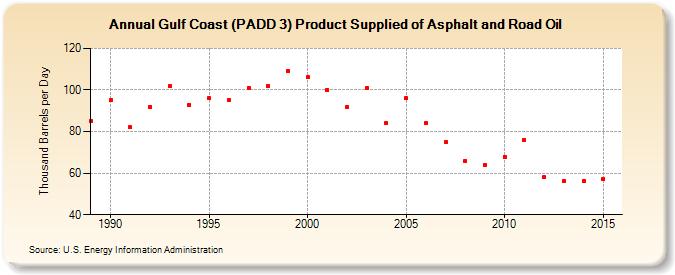 Annual Gulf Coast (PADD 3) Product Supplied of Asphalt and Road Oil
Thousand Barrels per Day
120
100
80
60
40
1990 1995 2000 2005 2010 2015
Source: U.S. Energy Information Administration